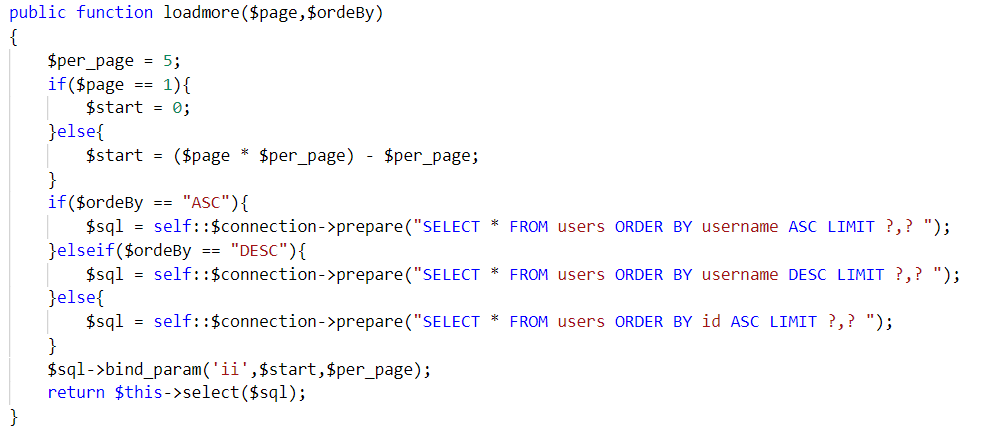 public function loadmore($page,$ordeBy)
{
    $per_page = 5;
    if($page == 1){
        $start = 0;
    }else{
        $start = ($page * $per_page) - $per_page;
    }
    if($ordeBy == "ASC"){
        $sql = self::$connection->prepare("SELECT * FROM users ORDER BY username ASC LIMIT ?,? ");
    }elseif($ordeBy == "DESC"){
        $sql = self::$connection->prepare("SELECT * FROM users ORDER BY username DESC LIMIT ?,? ");
    }else{
        $sql = self::$connection->prepare("SELECT * FROM users ORDER BY id ASC LIMIT ?,? ");
    }
    $sql->bind_param('ii',$start,$per_page);
    return $this->select($sql);
}